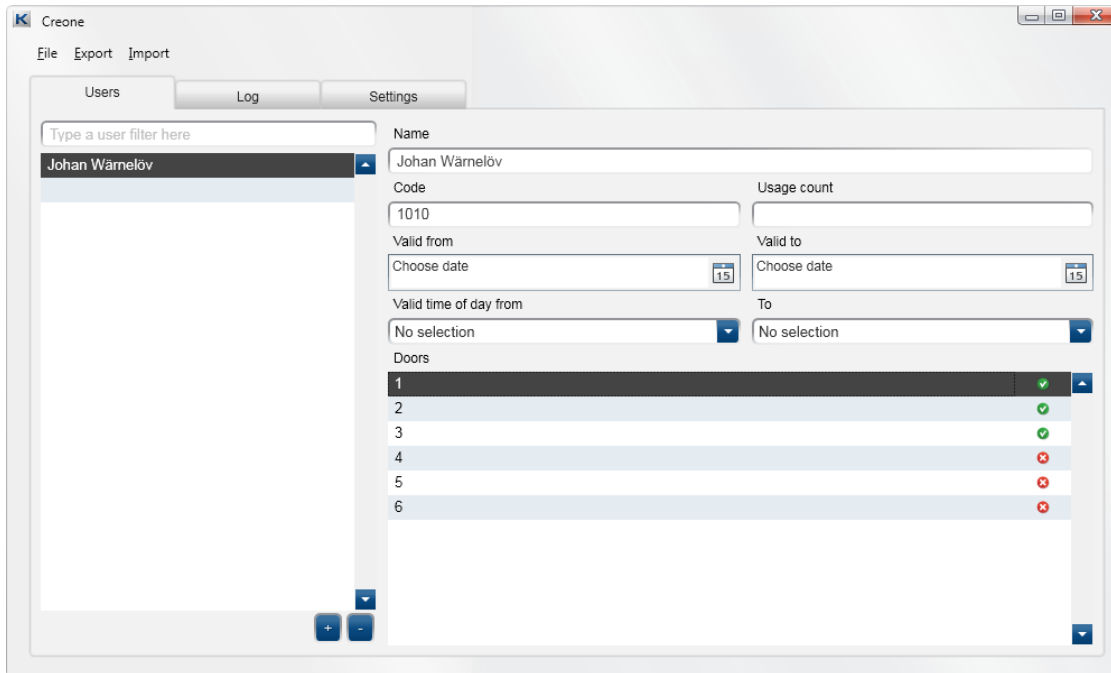 K Creone
File Export Import
Users Log Settings
Type a user filter here
Johan Wärnelöv
Name
Johan Wärnelöv
Code Usage count
1010
Valid from Valid to
Choose date 15 Choose date 15
Valid time of day from To
No selection No selection
Doors
1
2
3
4
5
6
+ -